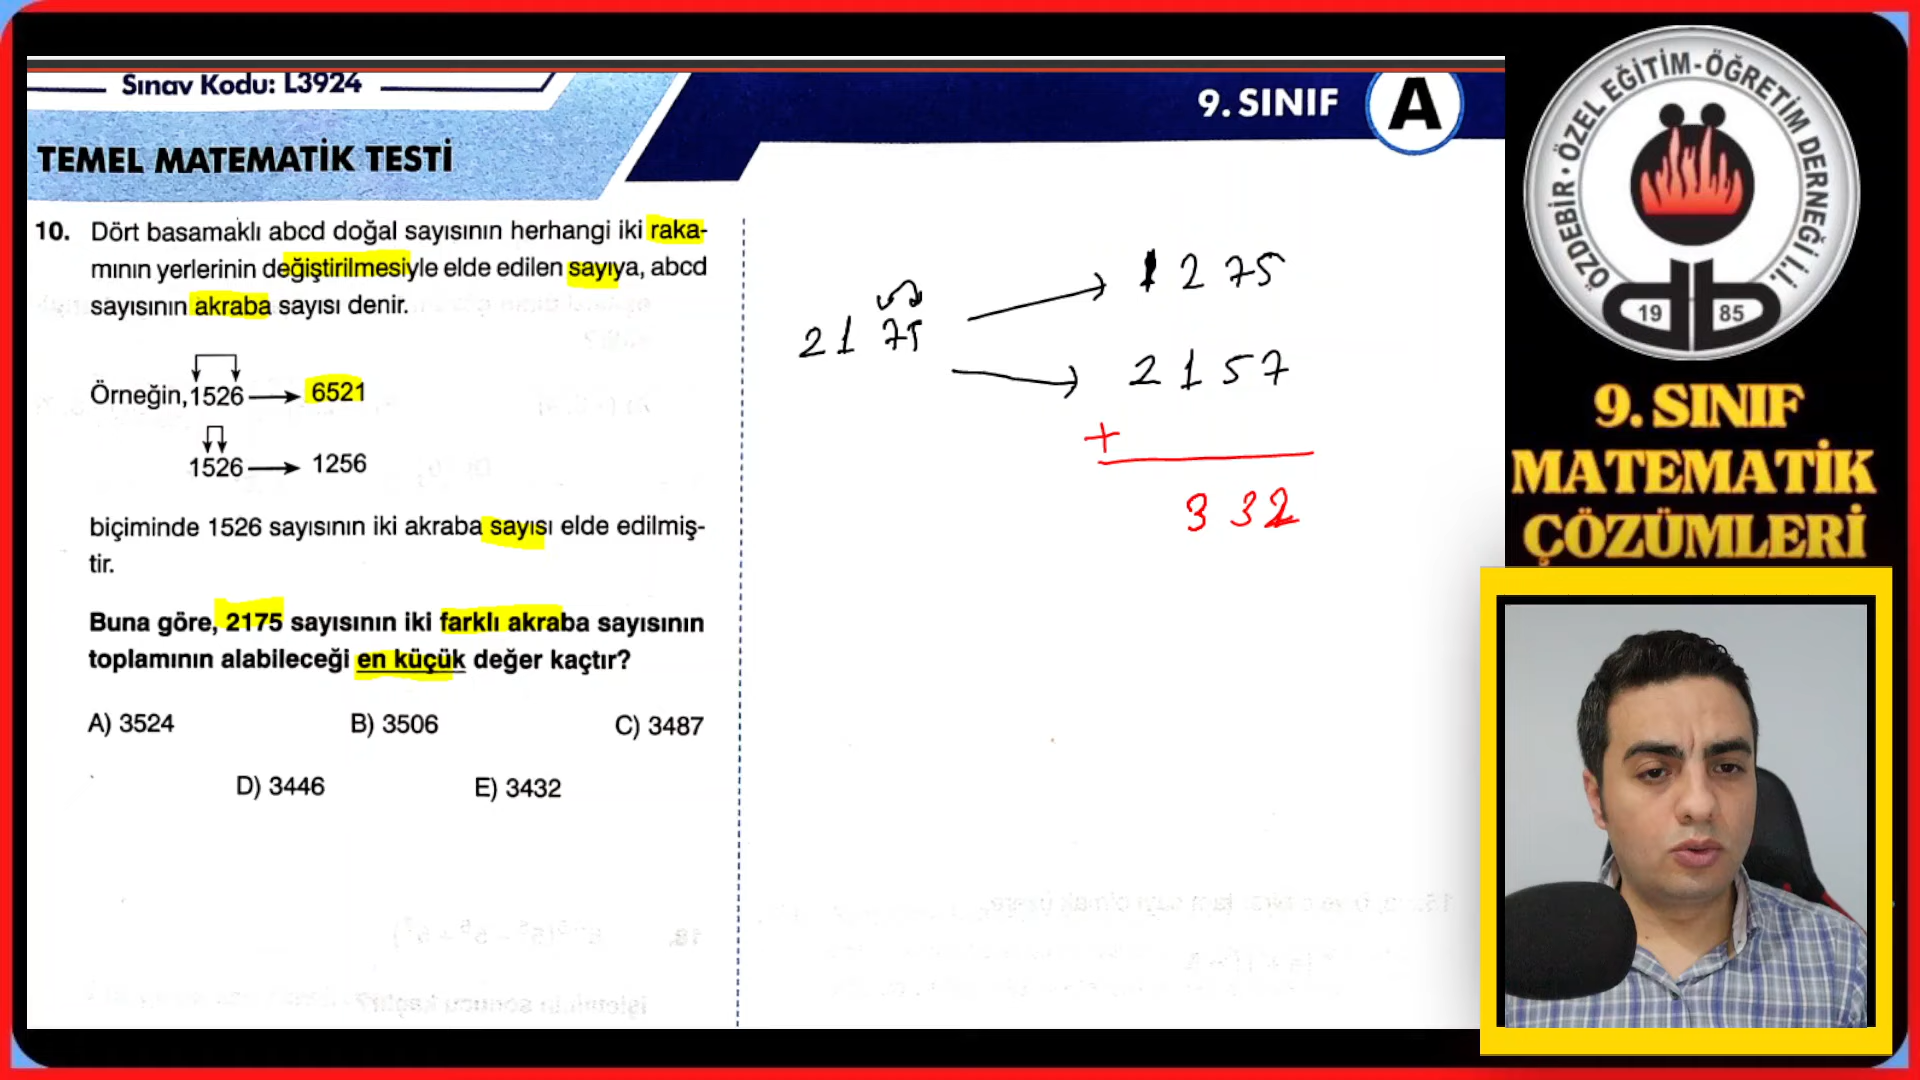 Sınav Kodu: L3924
9. SINIF
A
TEMEL MATEMATİK TESTİ
10. Dört basamaklı abcd doğal sayısının herhangi iki raka-
mının yerlerinin değiştirilmesiyle elde edilen sayıya, abcd
sayısının akraba sayısı denir.
Örneğin, 1526 → 6521
1526 → 1256
biçiminde 1526 sayısının iki akraba sayısı elde edilmiş-
tir.
Buna göre, 2175 sayısının iki farklı akraba sayısının
toplamının alabileceği en küçük değer kaçtır?
A) 3524 B) 3506 C) 3487
D) 3446 E) 3432
2175
1275
2157
+
332
ÖZDEBİR • ÖZEL EĞİTİM-ÖĞRETİM DERNEĞİ İ.İ.
19 85
9. SINIF
MATEMATİK
ÇÖZÜMLERİ